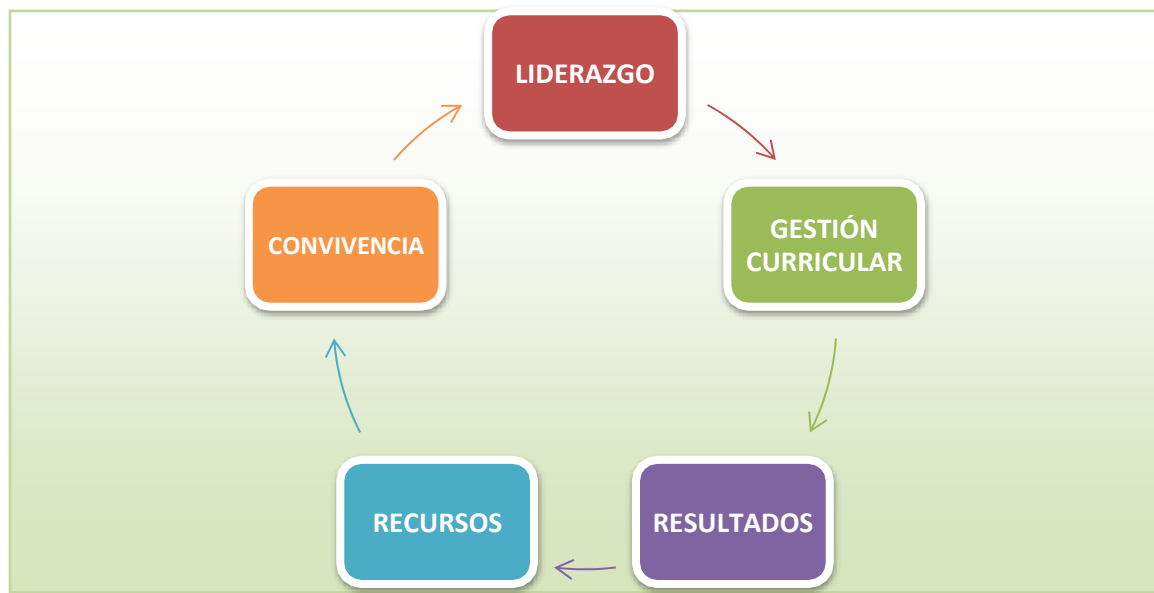 LIDERAZGO
CONVIVENCIA
GESTIÓN
CURRICULAR
RECURSOS
RESULTADOS